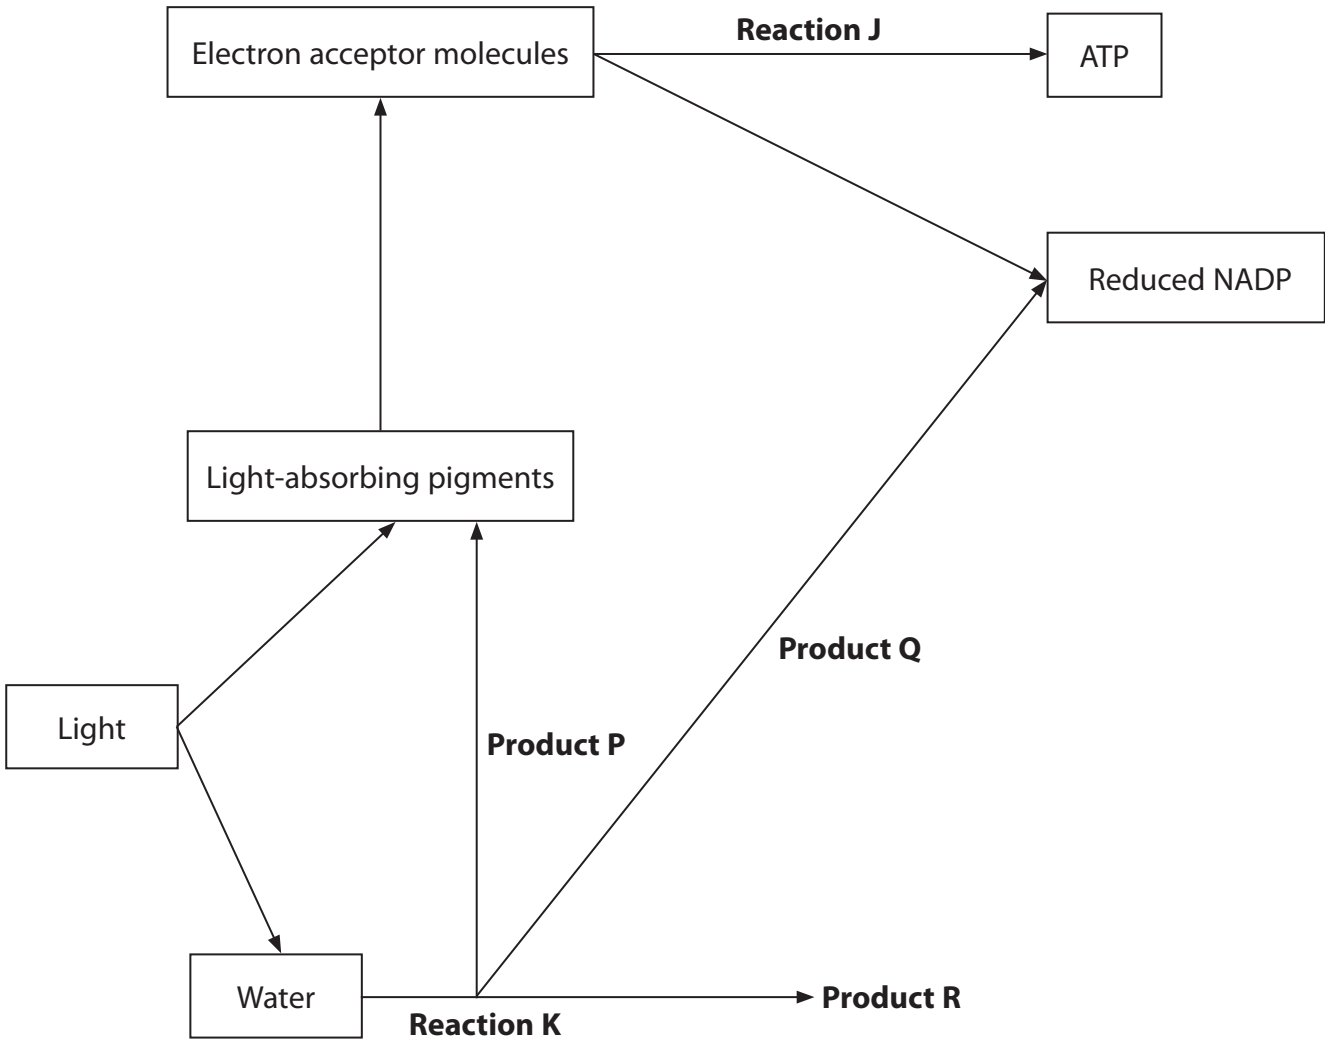 Reaction J
Electron acceptor molecules
ATP
Reduced NADP
Light-absorbing pigments
Product Q
Light
Product P
Water
Product R
Reaction K